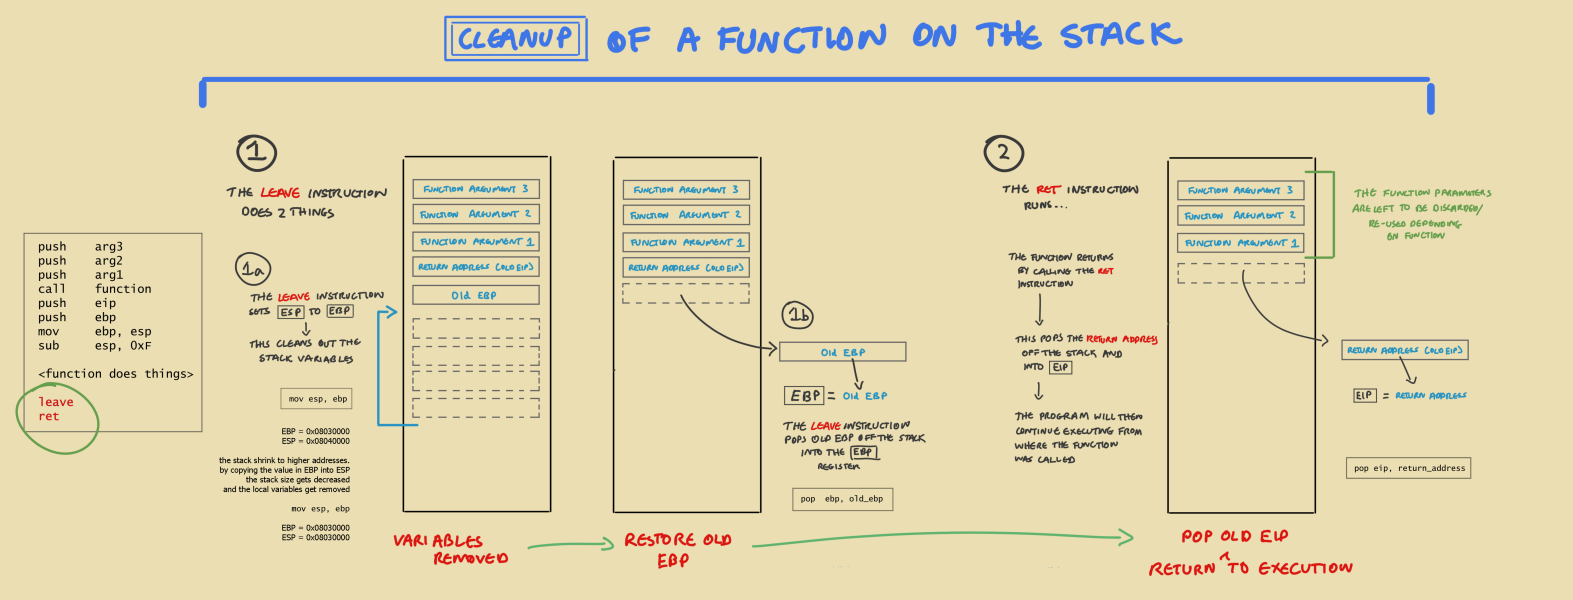 CLEANUP OF A FUNCTION ON THE STACK
push arg3
push arg2
push arg1
call function
push eip
push ebp
mov ebp, esp
sub esp, 0xF
<function does things>
leave
ret
1
THE LEAVE INSTRUCTION
DOES 2 THINGS
1a
THE LEAVE INSTRUCTION
SETS ESP TO EBP
THIS CLEANS OUT THE
STACK VARIABLES
mov esp, ebp
EBP = 0x08030000
ESP = 0x08040000
the stack shrink to higher addresses.
by copying the value in EBP into ESP
the stack size gets decreased
and the local variables get removed
mov esp, ebp
EBP = 0x08030000
ESP = 0x08030000
FUNCTION ARGUMENT 3
FUNCTION ARGUMENT 2
FUNCTION ARGUMENT 1
RETURN ADDRESS (OLD EIP)
Old EBP
VARIABLES
REMOVED
FUNCTION ARGUMENT 3
FUNCTION ARGUMENT 2
FUNCTION ARGUMENT 1
RETURN ADDRESS (OLD EIP)
RESTORE OLD
EBP
1b
Old EBP
EBP = Old EBP
THE LEAVE INSTRUCTION
POPS OLD EBP OFF THE STACK
INTO THE EBP
REGISTER
pop ebp, old_ebp
2
THE RET INSTRUCTION
RUNS...
THE FUNCTION RETURNS
BY CALLING THE RET
INSTRUCTION
THIS POPS THE RETURN ADDRESS
OFF THE STACK AND
INTO EIP
THE PROGRAM WILL THEN
CONTINUE EXECUTING FROM
WHERE THE FUNCTION
WAS CALLED
FUNCTION ARGUMENT 3
FUNCTION ARGUMENT 2
FUNCTION ARGUMENT 1
POP OLD EIP
RETURN ^ TO EXECUTION
THE FUNCTION PARAMATERS
ARE LEFT TO BE DISCARDED/
RE-USED DEPENDING
ON FUNCTION
RETURN ADDRESS (OLD EIP)
EIP = RETURN ADDRESS
pop eip, return_address